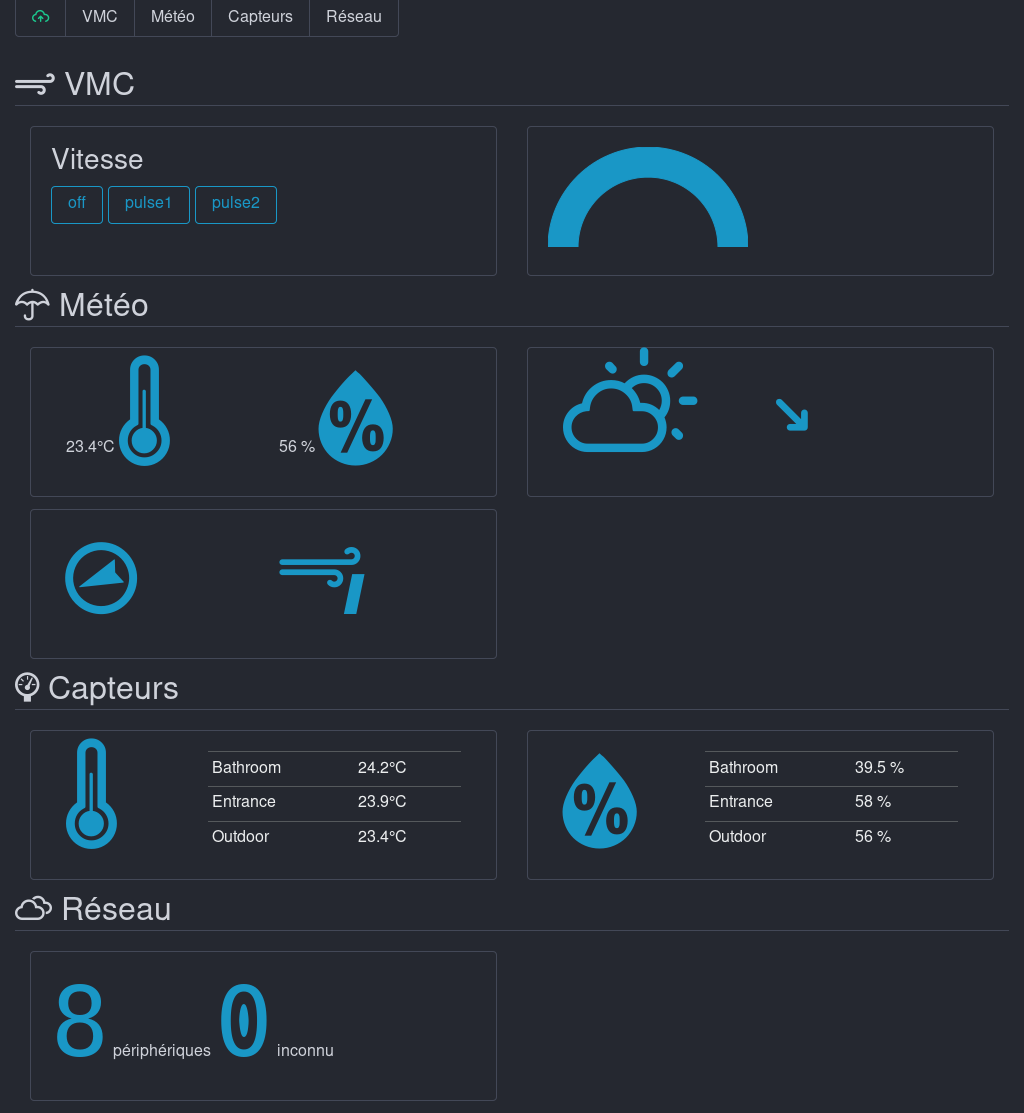 VMC Météo Capteurs Réseau
VMC
Vitesse
off pulse1 pulse2
Météo
23.4°C 56 % %
Capteurs
Bathroom 24.2°C
Entrance 23.9°C
Outdoor 23.4°C
%
Bathroom 39.5 %
Entrance 58 %
Outdoor 56 %
Réseau
8 périphériques 0 inconnu